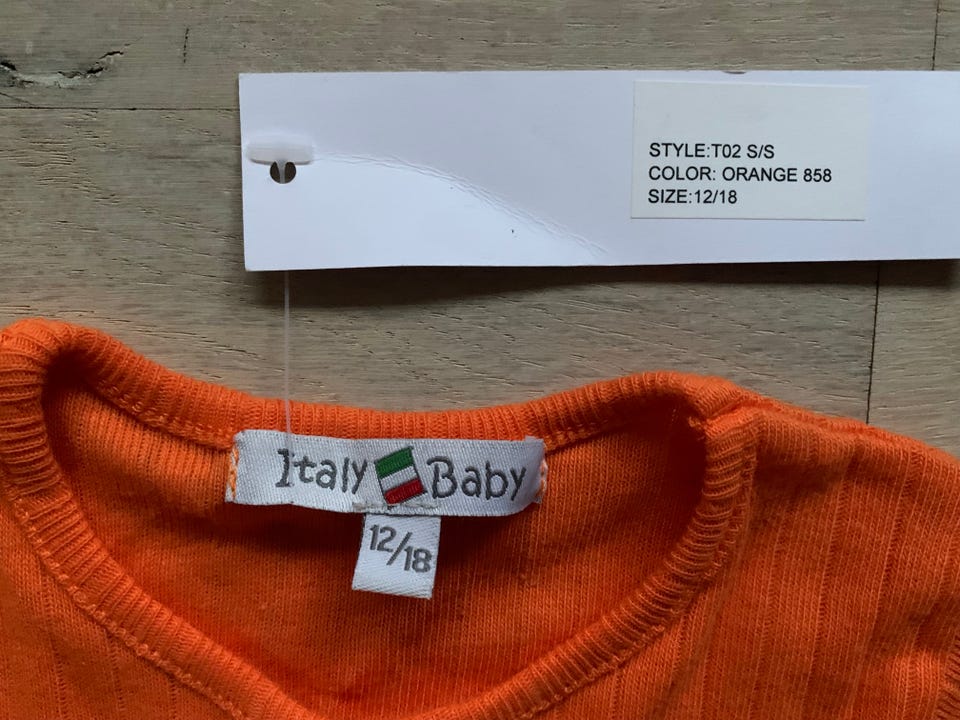 STYLE:T02 S/S
COLOR: ORANGE 858
SIZE:12/18
Italy Baby
12/18